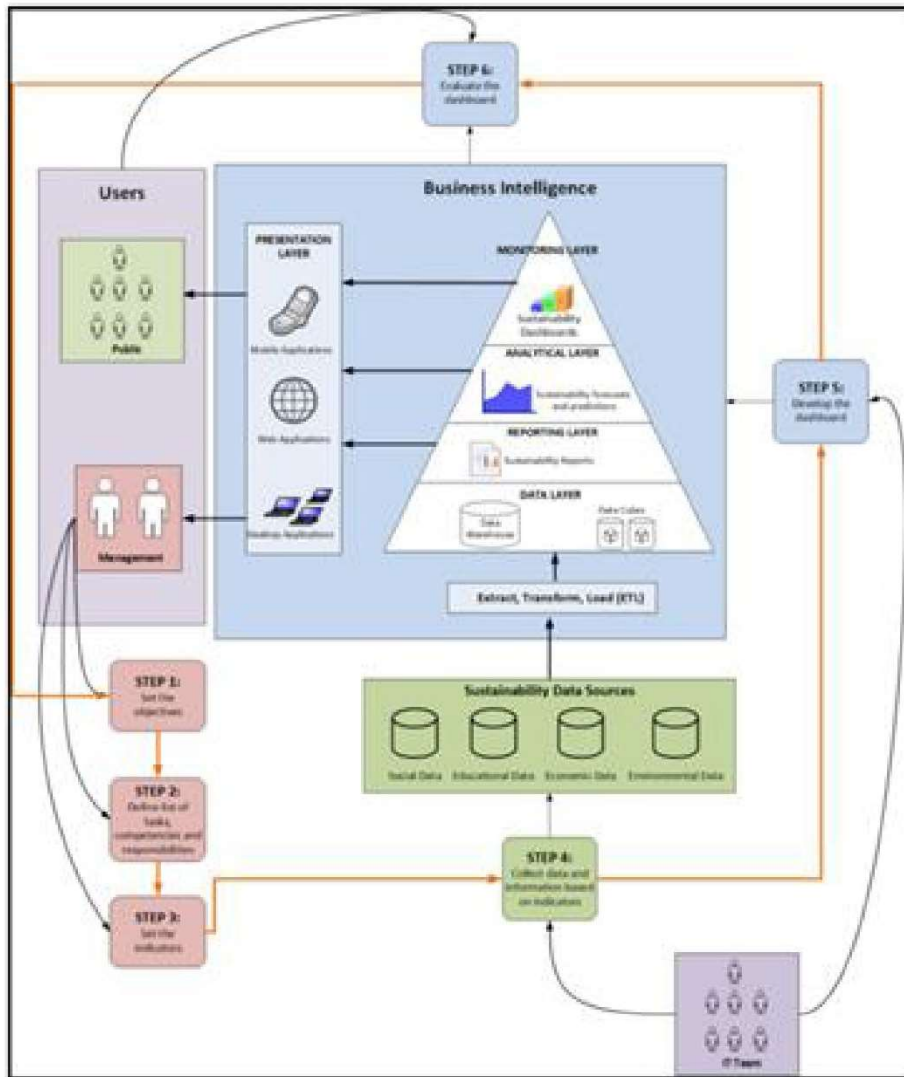 STEP 6:
Evaluate the
dashboard
Users
Business Intelligence
PRESENTATION
LAYER
MONITORING LAYER
Public
Mobile Applications
Sustainability
Dashboards
ANALYTICAL LAYER
STEP 5:
Develop the
dashboard
Sustainability forecasts
and predictions
Web Applications
REPORTING LAYER
Sustainability Reports
Management
Desktop Applications
DATA LAYER
Data
Warehouse
Data Cubes
Extract, Transform, Load (ETL)
STEP 1:
Set the
objectives
Sustainability Data Sources
Social Data
Educational Data
Economic Data
Environmental Data
STEP 2:
Define list of
tasks,
competencies and
responsibilities
STEP 4:
Collect data and
information based
on indicators
STEP 3:
Set the
indicators
IT Team